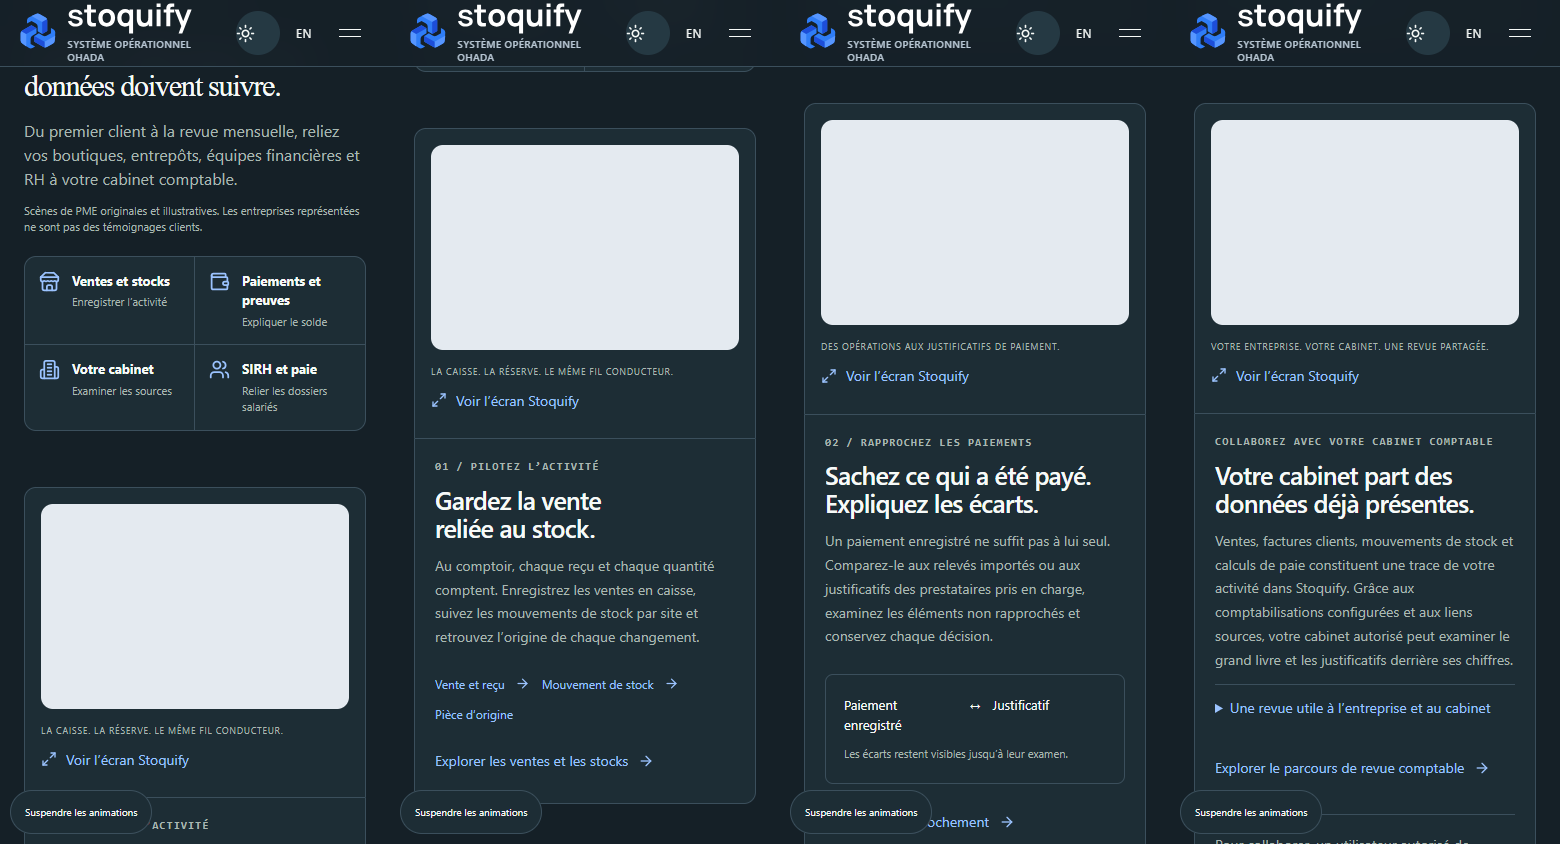 stoquify
SYSTÈME OPÉRATIONNEL
OHADA
EN
données doivent suivre.
Du premier client à la revue mensuelle, reliez
vos boutiques, entrepôts, équipes financières et
RH à votre cabinet comptable.
Scènes de PME originales et illustratives. Les entreprises représentées
ne sont pas des témoignages clients.
Ventes et stocks
Enregistrer l’activité
Paiements et
preuves
Expliquer le solde
Votre cabinet
Examiner les sources
SIRH et paie
Relier les dossiers
salariés
LA CAISSE. LA RÉSERVE. LE MÊME FIL CONDUCTEUR.
Voir l’écran Stoquify
Suspendre les animations
ACTIVITÉ
stoquify
SYSTÈME OPÉRATIONNEL
OHADA
EN
LA CAISSE. LA RÉSERVE. LE MÊME FIL CONDUCTEUR.
Voir l’écran Stoquify
01 / PILOTEZ L’ACTIVITÉ
Gardez la vente
reliée au stock.
Au comptoir, chaque reçu et chaque quantité
comptent. Enregistrez les ventes en caisse,
suivez les mouvements de stock par site et
retrouvez l’origine de chaque changement.
Vente et reçu → Mouvement de stock →
Pièce d’origine
Explorer les ventes et les stocks →
Suspendre les animations
stoquify
SYSTÈME OPÉRATIONNEL
OHADA
EN
DES OPÉRATIONS AUX JUSTIFICATIFS DE PAIEMENT.
Voir l’écran Stoquify
02 / RAPPROCHEZ LES PAIEMENTS
Sachez ce qui a été payé.
Expliquez les écarts.
Un paiement enregistré ne suffit pas à lui seul.
Comparez-le aux relevés importés ou aux
justificatifs des prestataires pris en charge,
examinez les éléments non rapprochés et
conservez chaque décision.
Paiement
enregistré
↔ Justificatif
Les écarts restent visibles jusqu’à leur examen.
Suspendre les animations
ochement →
stoquify
SYSTÈME OPÉRATIONNEL
OHADA
EN
VOTRE ENTREPRISE. VOTRE CABINET. UNE REVUE PARTAGÉE.
Voir l’écran Stoquify
COLLABOREZ AVEC VOTRE CABINET COMPTABLE
Votre cabinet part des
données déjà présentes.
Ventes, factures clients, mouvements de stock et
calculs de paie constituent une trace de votre
activité dans Stoquify. Grâce aux
comptabilisations configurées et aux liens
sources, votre cabinet autorisé peut examiner le
grand livre et les justificatifs derrière ses chiffres.
Une revue utile à l’entreprise et au cabinet
Explorer le parcours de revue comptable →
Suspendre les animations